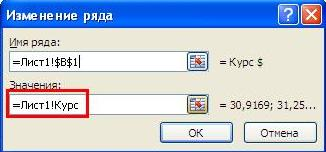 Изменение ряда
Имя ряда:
=Лист1!$B$1 = Курс $
Значения:
=Лист1!Курс = 30,9169; 31,25...
ОК Отмена